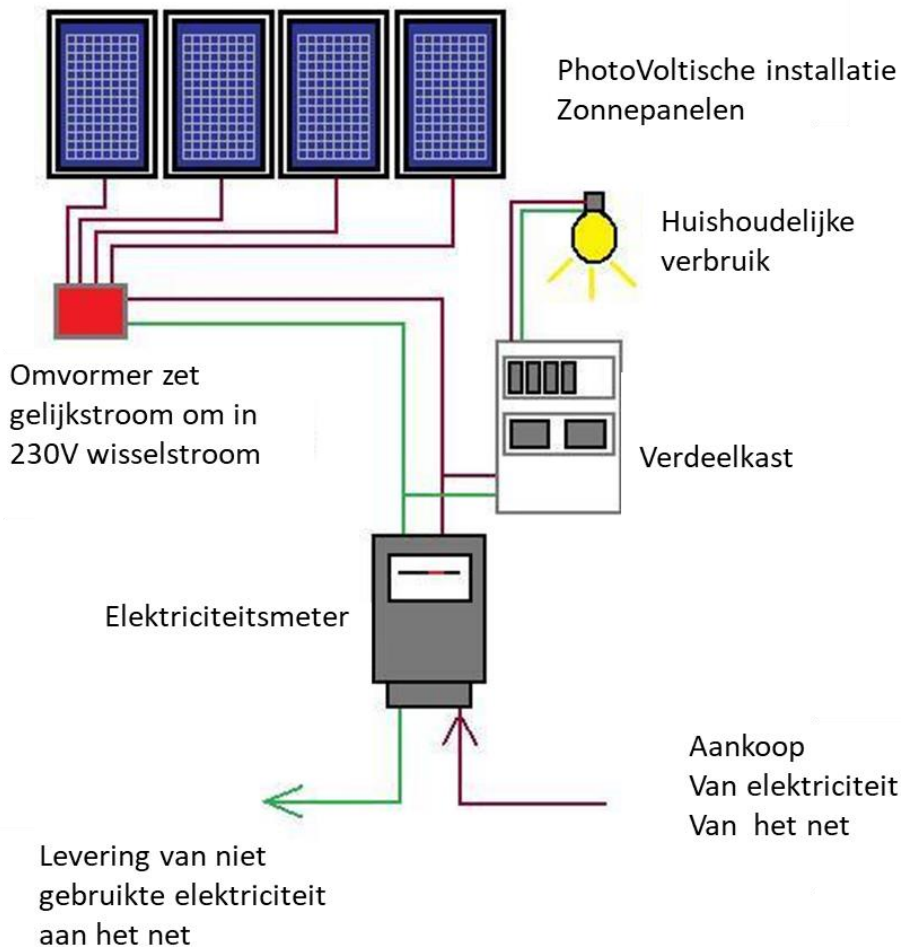 PhotoVoltische installatie
Zonnepanelen
Huishoudelijke
verbruik
Omvormer zet
gelijkstroom om in
230V wisselstroom
Verdeelkast
Elektriciteitsmeter
Aankoop
Van elektriciteit
Van het net
Levering van niet
gebruikte elektriciteit
aan het net